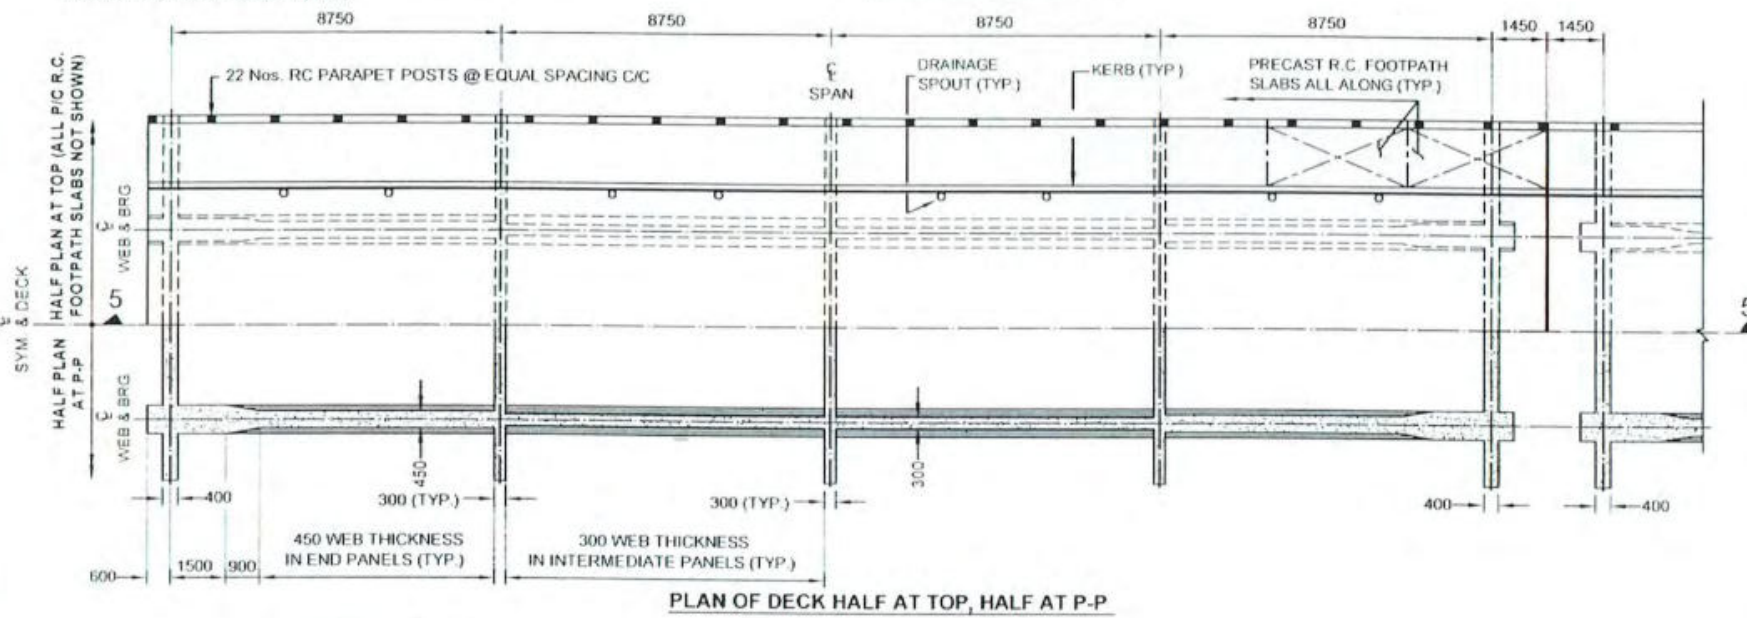 8750
8750
8750
8750
1450
1450
22 Nos. RC PARAPET POSTS @ EQUAL SPACING C/C
℄
SPAN
DRAINAGE
SPOUT (TYP.)
KERB (TYP.)
PRECAST R.C. FOOTPATH
SLABS ALL ALONG (TYP.)
HALF PLAN AT TOP (ALL P/C R.C.
FOOTPATH SLABS NOT SHOWN)
WEB & BRG
SYM. & DECK
5
HALF PLAN
AT P-P
WEB & BRG
450
300
400
300 (TYP.)
300 (TYP.)
400
400
450 WEB THICKNESS
IN END PANELS (TYP.)
300 WEB THICKNESS
IN INTERMEDIATE PANELS (TYP.)
600
1500
900
PLAN OF DECK HALF AT TOP, HALF AT P-P